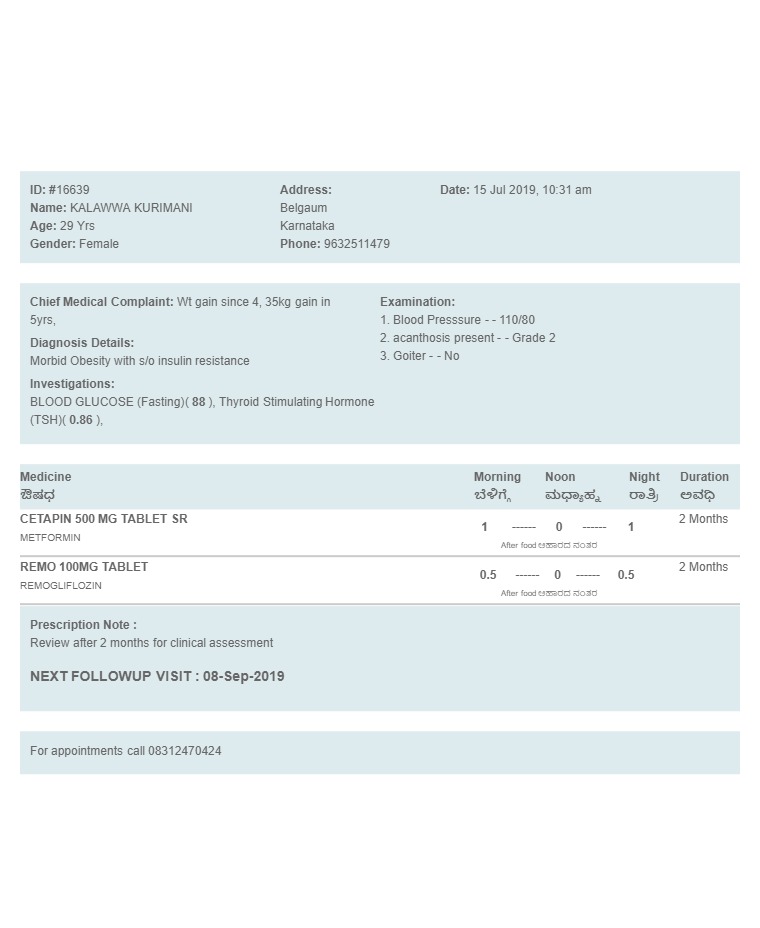 ID: #16639
Name: KALAWWA KURIMANI
Age: 29 Yrs
Gender: Female
Address:
Belgaum
Karnataka
Phone: 9632511479
Date: 15 Jul 2019, 10:31 am
Chief Medical Complaint: Wt gain since 4, 35kg gain in
5yrs,
Diagnosis Details:
Morbid Obesity with s/o insulin resistance
Investigations:
BLOOD GLUCOSE (Fasting)( 88 ), Thyroid Stimulating Hormone
(TSH)( 0.86 ),
Examination:
1. Blood Presssure - - 110/80
2. acanthosis present - - Grade 2
3. Goiter - - No
Medicine Morning Noon Night Duration
ಔಷಧ ಬೆಳಿಗ್ಗೆ ಮಧ್ಯಾಹ್ನ ರಾತ್ರಿ ಅವಧಿ
CETAPIN 500 MG TABLET SR 1 ------ 0 ------ 1 2 Months
METFORMIN After food ಆಹಾರದ ನಂತರ
REMO 100MG TABLET 0.5 ------ 0 ------ 0.5 2 Months
REMOGLIFLOZIN After food ಆಹಾರದ ನಂತರ
Prescription Note :
Review after 2 months for clinical assessment
NEXT FOLLOWUP VISIT : 08-Sep-2019
For appointments call 08312470424